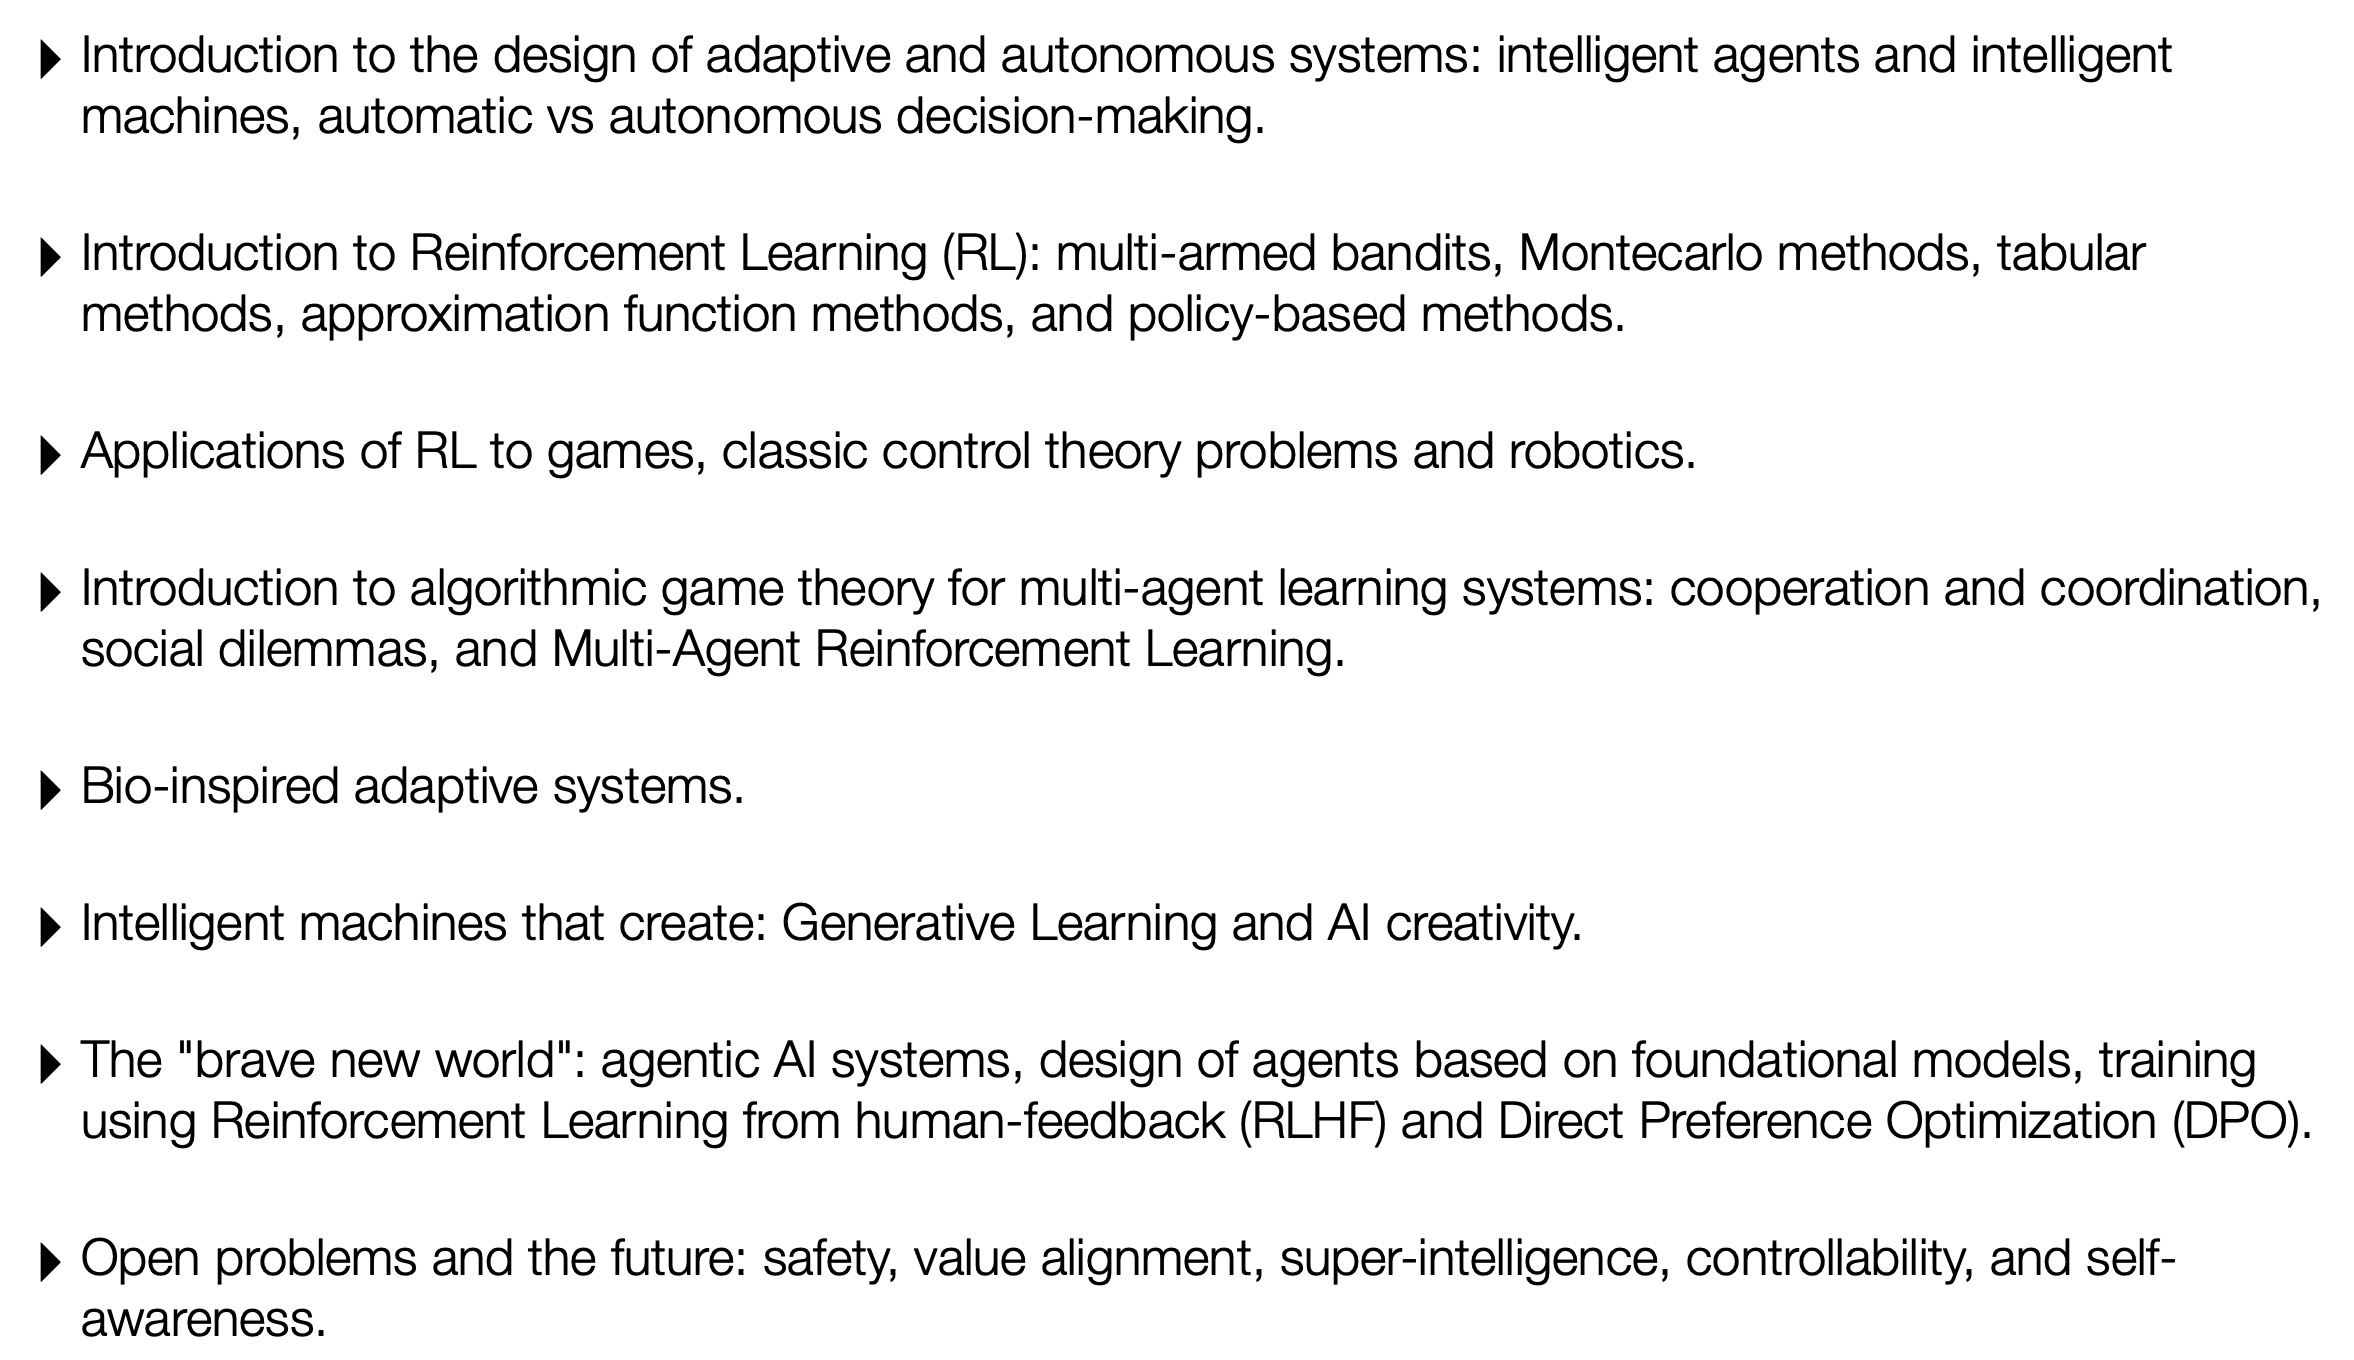 Introduction to the design of adaptive and autonomous systems: intelligent agents and intelligent
machines, automatic vs autonomous decision-making.
Introduction to Reinforcement Learning (RL): multi-armed bandits, Montecarlo methods, tabular
methods, approximation function methods, and policy-based methods.
Applications of RL to games, classic control theory problems and robotics.
Introduction to algorithmic game theory for multi-agent learning systems: cooperation and coordination,
social dilemmas, and Multi-Agent Reinforcement Learning.
Bio-inspired adaptive systems.
Intelligent machines that create: Generative Learning and AI creativity.
The "brave new world": agentic AI systems, design of agents based on foundational models, training
using Reinforcement Learning from human-feedback (RLHF) and Direct Preference Optimization (DPO).
Open problems and the future: safety, value alignment, super-intelligence, controllability, and self-
awareness.